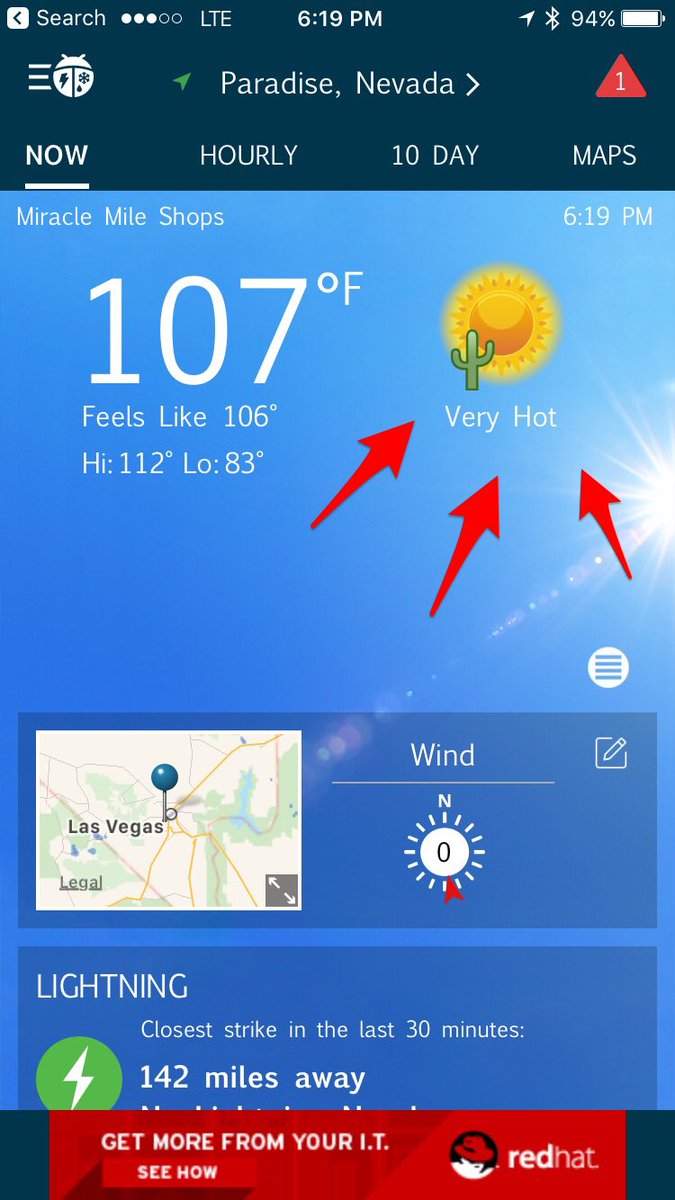 Search LTE 6:19 PM 94%
Paradise, Nevada
1
NOW HOURLY 10 DAY MAPS
Miracle Mile Shops 6:19 PM
107°F
Feels Like 106°
Very Hot
Hi: 112° Lo: 83°
Wind
N
0
Las Vegas
Legal
LIGHTNING
Closest strike in the last 30 minutes:
142 miles away
GET MORE FROM YOUR I.T.
SEE HOW
redhat.